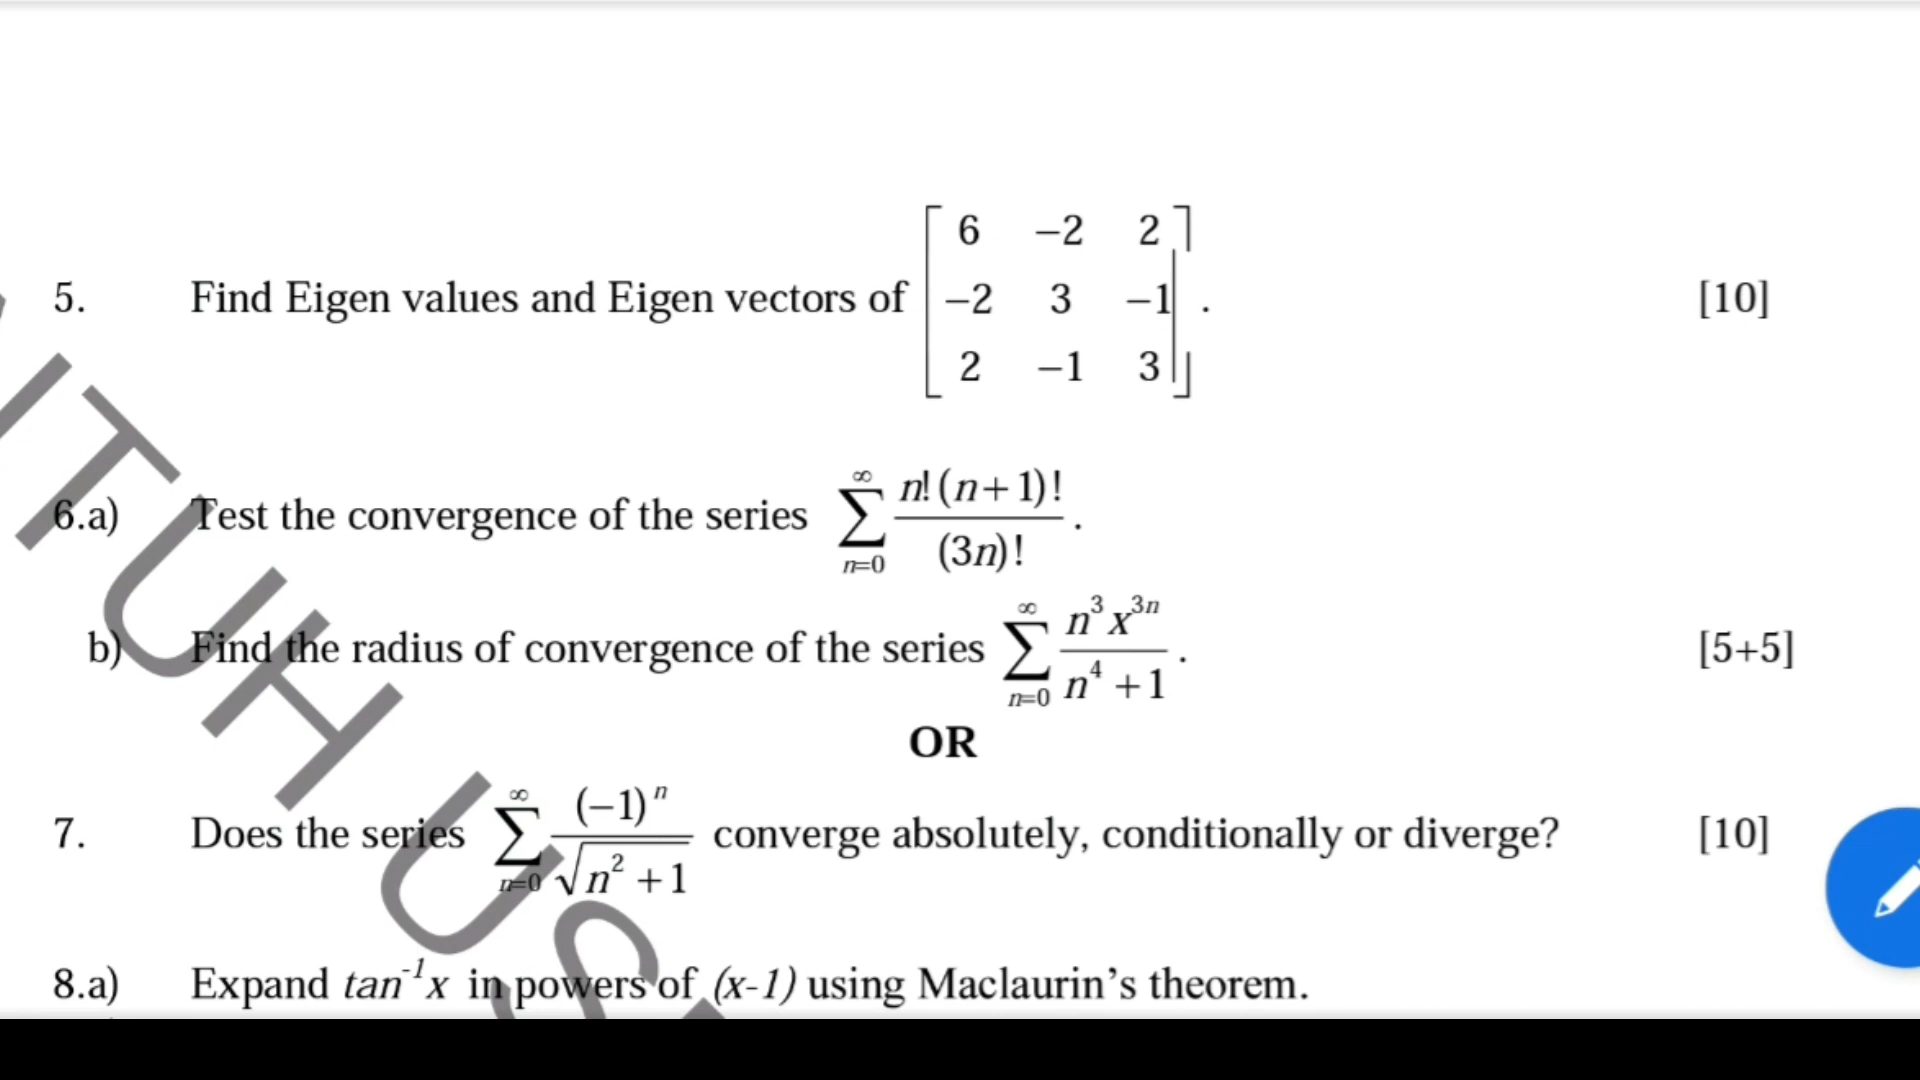 5. Find Eigen values and Eigen vectors of [6 −2 2; −2 3 −1; 2 −1 3]. [10]
6.a) Test the convergence of the series ∑_{n=0}^{∞} n!(n+1)!/(3n)!.
b) Find the radius of convergence of the series ∑_{n=0}^{∞} n³x³ⁿ/(n⁴+1). [5+5]
OR
7. Does the series ∑_{n=0}^{∞} (−1)ⁿ/√(n²+1) converge absolutely, conditionally or diverge? [10]
8.a) Expand tan⁻¹x in powers of (x-1) using Maclaurin's theorem.
TUH US